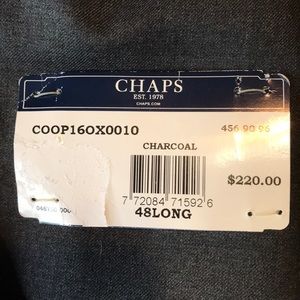 CHAPS
EST. 1978
CHAPS.COM
COOP16OX0010
CHARCOAL
$220.00
7 72084 71592 6
48LONG